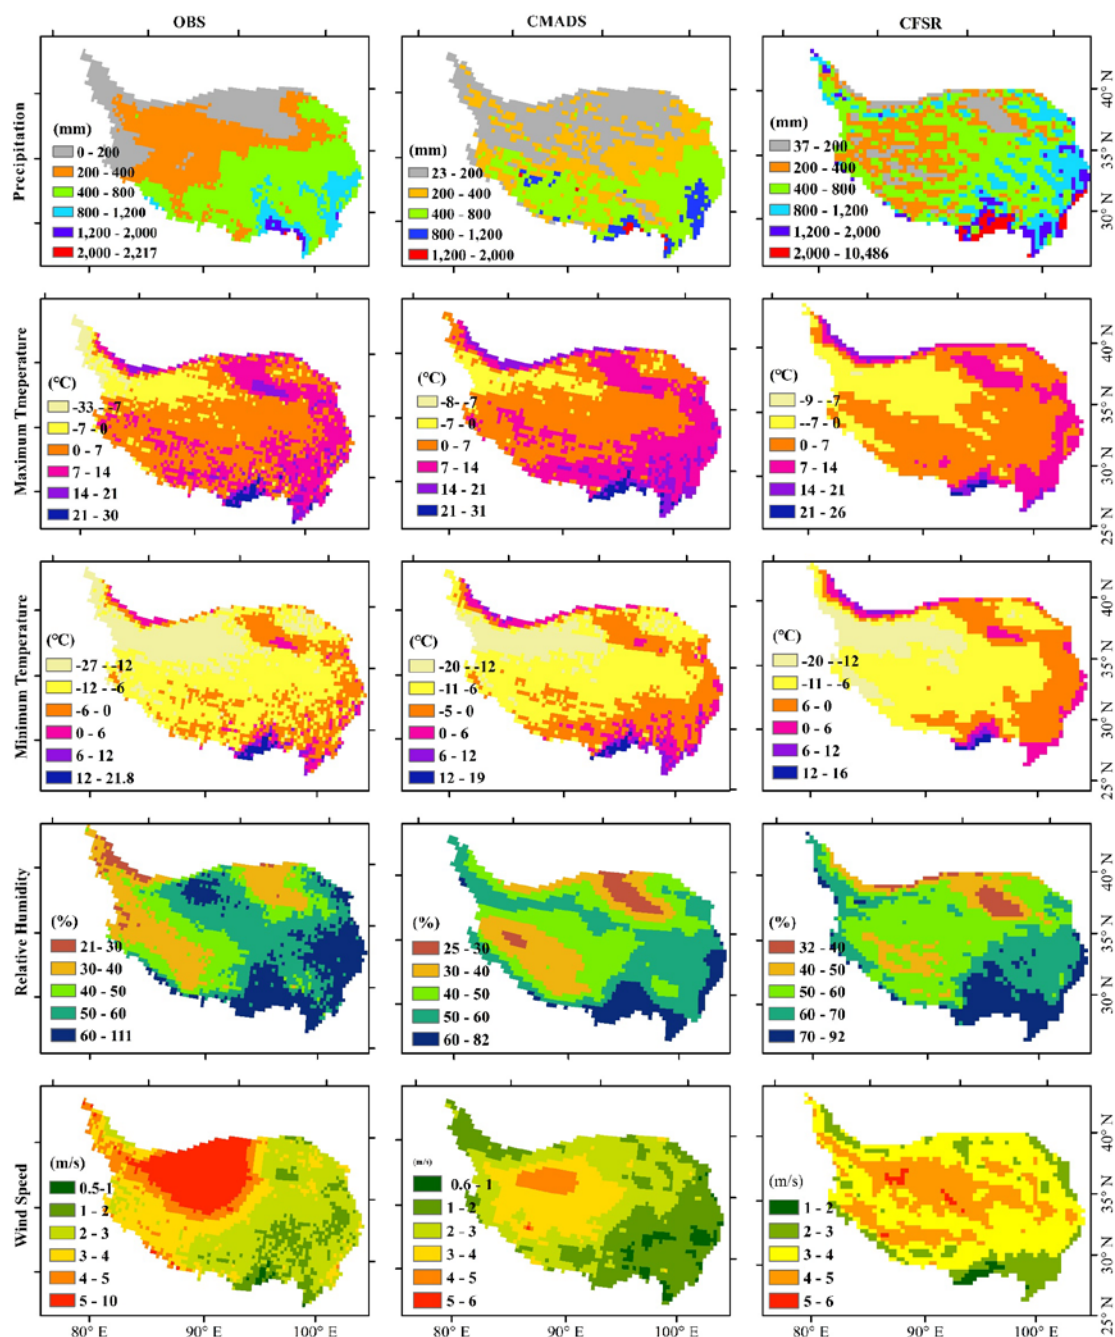 OBS CMADS CFSR
Precipitation
(mm)
0 - 200
200 - 400
400 - 800
800 - 1,200
1,200 - 2,000
2,000 - 2,217
(mm)
23 - 200
200 - 400
400 - 800
800 - 1,200
1,200 - 2,000
(mm)
37 - 200
200 - 400
400 - 800
800 - 1,200
1,200 - 2,000
2,000 - 10,486
40° N
35° N
30° N
Maximum Tmeperature
(°C)
-33 - -7
-7 - 0
0 - 7
7 - 14
14 - 21
21 - 30
(°C)
-8 - -7
-7 - 0
0 - 7
7 - 14
14 - 21
21 - 31
(°C)
-9 - -7
--7 - 0
0 - 7
7 - 14
14 - 21
21 - 26
40° N
35° N
30° N
25° N
Minimum Temperature
(°C)
-27 - -12
-12 - -6
-6 - 0
0 - 6
6 - 12
12 - 21.8
(°C)
-20 - -12
-11 - -6
-5 - 0
0 - 6
6 - 12
12 - 19
(°C)
-20 - -12
-11 - -6
6 - 0
0 - 6
6 - 12
12 - 16
40° N
35° N
30° N
25° N
Relative Humidity
(%)
21 - 30
30 - 40
40 - 50
50 - 60
60 - 111
(%)
25 - 30
30 - 40
40 - 50
50 - 60
60 - 82
(%)
32 - 40
40 - 50
50 - 60
60 - 70
70 - 92
40° N
35° N
30° N
Wind Speed
(m/s)
0.5-1
1 - 2
2 - 3
3 - 4
4 - 5
5 - 10
(m/s)
0.6 - 1
1 - 2
2 - 3
3 - 4
4 - 5
5 - 6
(m/s)
1 - 2
2 - 3
3 - 4
4 - 5
5 - 6
40° N
35° N
30° N
25° N
80° E 90° E 100° E 80° E 90° E 100° E 80° E 90° E 100° E